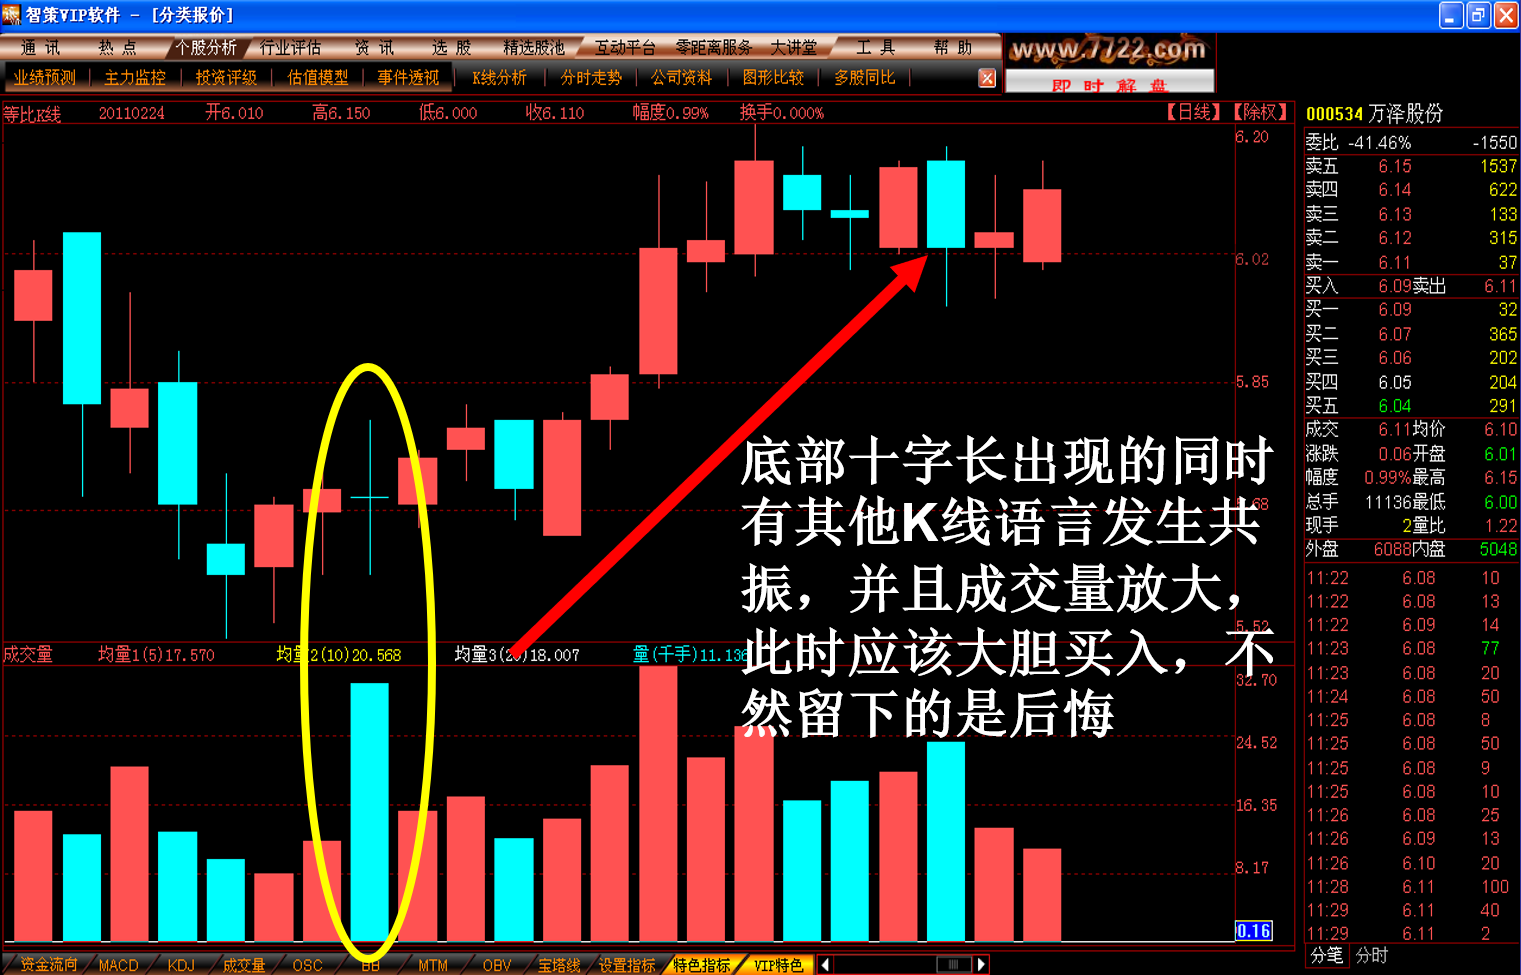 智策VIP软件 - [分类报价]
通 讯 热 点 个股分析 行业评估 资 讯 选 股 精选股池 互动平台 零距离服务 大讲堂 工 具 帮 助
www.7722.com
业绩预测 主力监控 投资评级 估值模型 事件透视 K线分析 分时走势 公司资料 图形比较 多股同比
即 时 解 盘
等比K线 20110224 开6.010 高6.150 低6.000 收6.110 幅度0.99% 换手0.000% 【日线】【除权】
6.20
6.02
5.85
5.68
5.52
底部十字长出现的同时
有其他K线语言发生共
振，并且成交量放大，
此时应该大胆买入，不
然留下的是后悔
成交量 均量1(5)17.570 均量2(10)20.568 均量3(20)18.007 量(千手)11.136
32.70
24.52
16.35
8.17
0.16
资金流向 MACD KDJ 成交量 OSC BB MTM OBV 宝塔线 设置指标 特色指标 VIP特色
000534 万泽股份
委比 -41.46% -1550
卖五 6.15 1537
卖四 6.14 622
卖三 6.13 133
卖二 6.12 315
卖一 6.11 37
买入 6.09 卖出 6.11
买一 6.09 32
买二 6.07 365
买三 6.06 202
买四 6.05 204
买五 6.04 291
成交 6.11 均价 6.10
涨跌 0.06 开盘 6.01
幅度 0.99% 最高 6.15
总手 11136 最低 6.00
现手 2 量比 1.22
外盘 6088 内盘 5048
11:22 6.08 10
11:22 6.08 13
11:22 6.09 14
11:23 6.08 77
11:23 6.08 20
11:24 6.08 50
11:25 6.08 8
11:25 6.08 50
11:25 6.08 9
11:25 6.08 10
11:26 6.08 25
11:26 6.09 13
11:26 6.10 20
11:28 6.11 100
11:29 6.11 40
11:29 6.11 2
分笔 分时